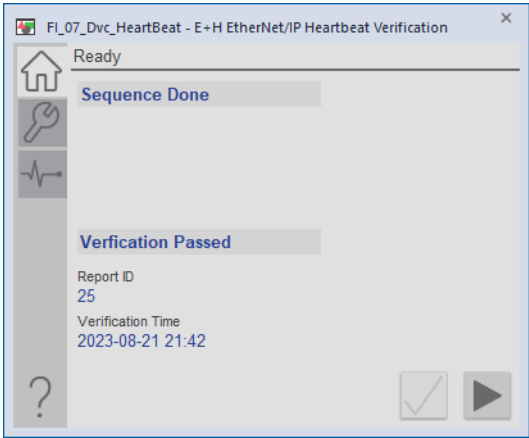 FI_07_Dvc_HeartBeat - E+H EtherNet/IP Heartbeat Verification
Ready
Sequence Done
Verfication Passed
Report ID
25
Verification Time
2023-08-21 21:42
?